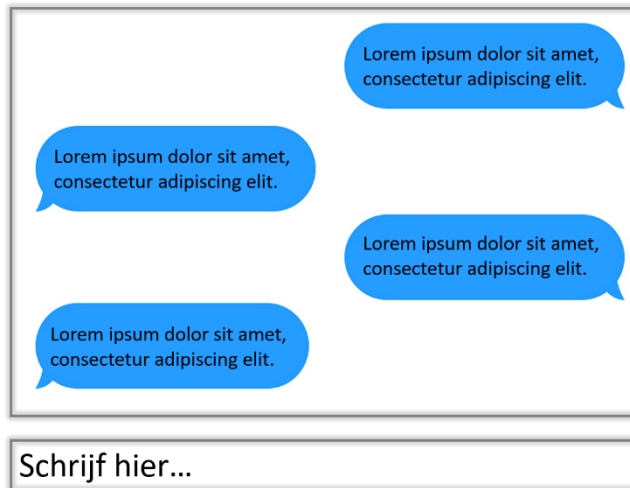 Lorem ipsum dolor sit amet,
consectetur adipiscing elit.
Lorem ipsum dolor sit amet,
consectetur adipiscing elit.
Lorem ipsum dolor sit amet,
consectetur adipiscing elit.
Lorem ipsum dolor sit amet,
consectetur adipiscing elit.
Schrijf hier...